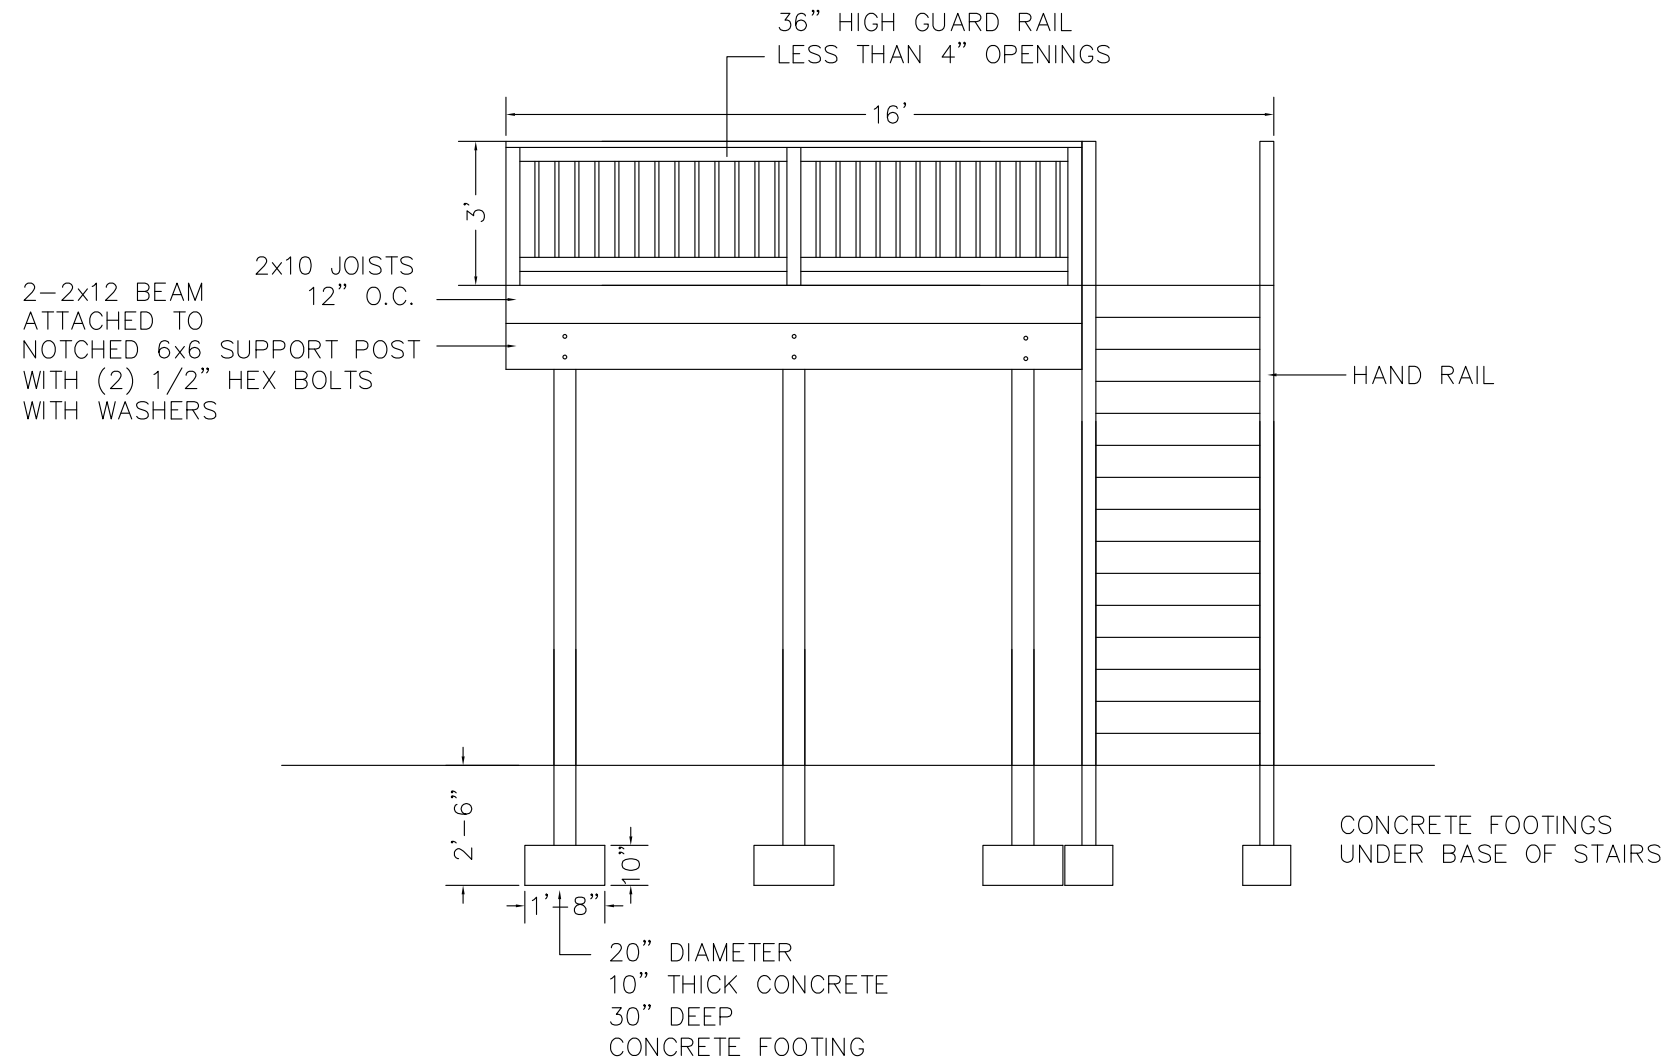 36” HIGH GUARD RAIL
LESS THAN 4” OPENINGS
16'
3'
2x10 JOISTS
12” O.C.
2–2x12 BEAM
ATTACHED TO
NOTCHED 6x6 SUPPORT POST
WITH (2) 1/2” HEX BOLTS
WITH WASHERS
HAND RAIL
2'–6”
10”
1'–8”
CONCRETE FOOTINGS
UNDER BASE OF STAIRS
20” DIAMETER
10” THICK CONCRETE
30” DEEP
CONCRETE FOOTING